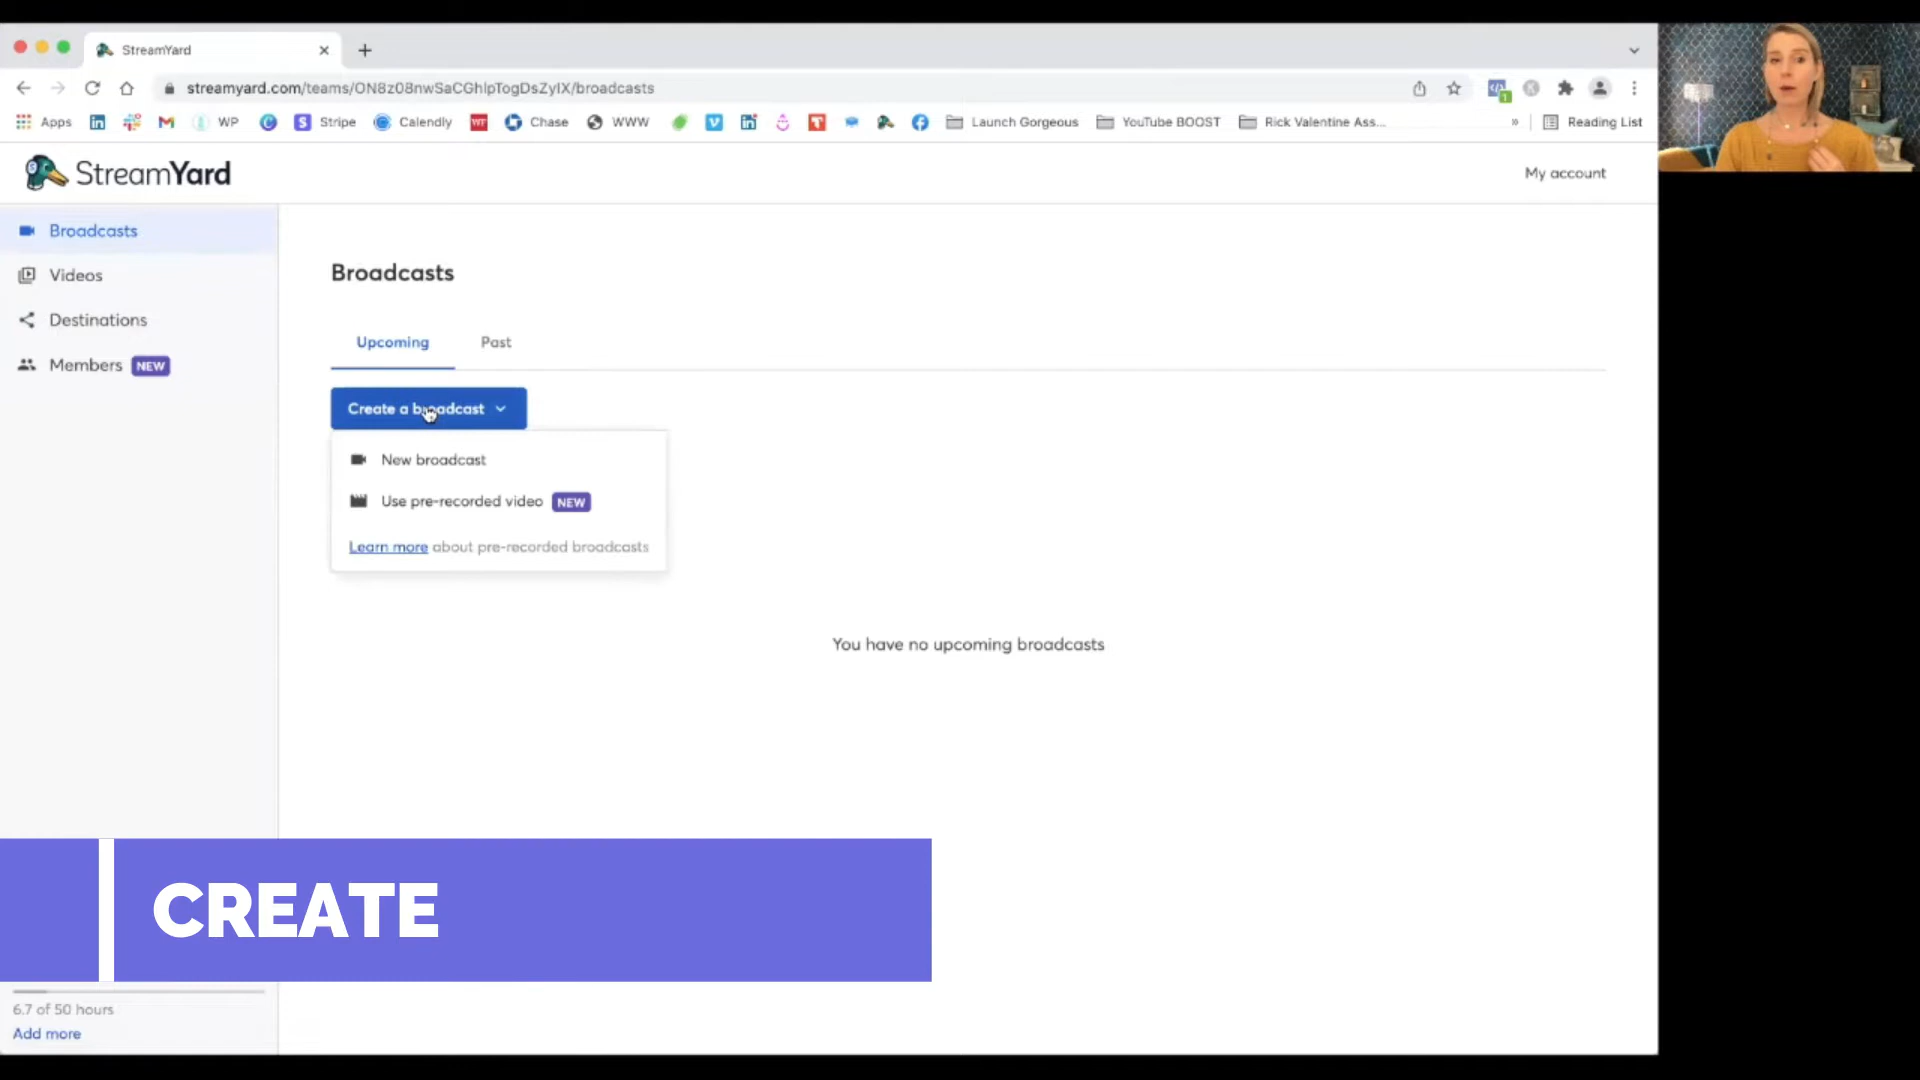 StreamYard
streamyard.com/teams/ON8z08nwSaCGhlpTogDsZyIX/broadcasts
Apps WP Stripe Calendly WF Chase WWW Launch Gorgeous YouTube BOOST Rick Valentine Ass... » Reading List
StreamYard
My account
Broadcasts
Videos
Destinations
Members NEW
Broadcasts
Upcoming Past
Create a broadcast
New broadcast
Use pre-recorded video NEW
Learn more about pre-recorded broadcasts
You have no upcoming broadcasts
CREATE
6.7 of 50 hours
Add more